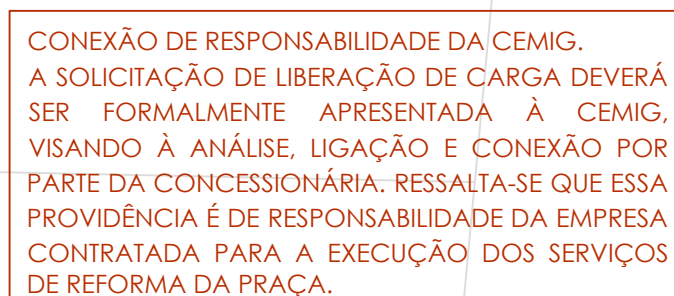 CONEXÃO DE RESPONSABILIDADE DA CEMIG.
A SOLICITAÇÃO DE LIBERAÇÃO DE CARGA DEVERÁ
SER FORMALMENTE APRESENTADA À CEMIG,
VISANDO À ANÁLISE, LIGAÇÃO E CONEXÃO POR
PARTE DA CONCESSIONÁRIA. RESSALTA-SE QUE ESSA
PROVIDÊNCIA É DE RESPONSABILIDADE DA EMPRESA
CONTRATADA PARA A EXECUÇÃO DOS SERVIÇOS
DE REFORMA DA PRAÇA.